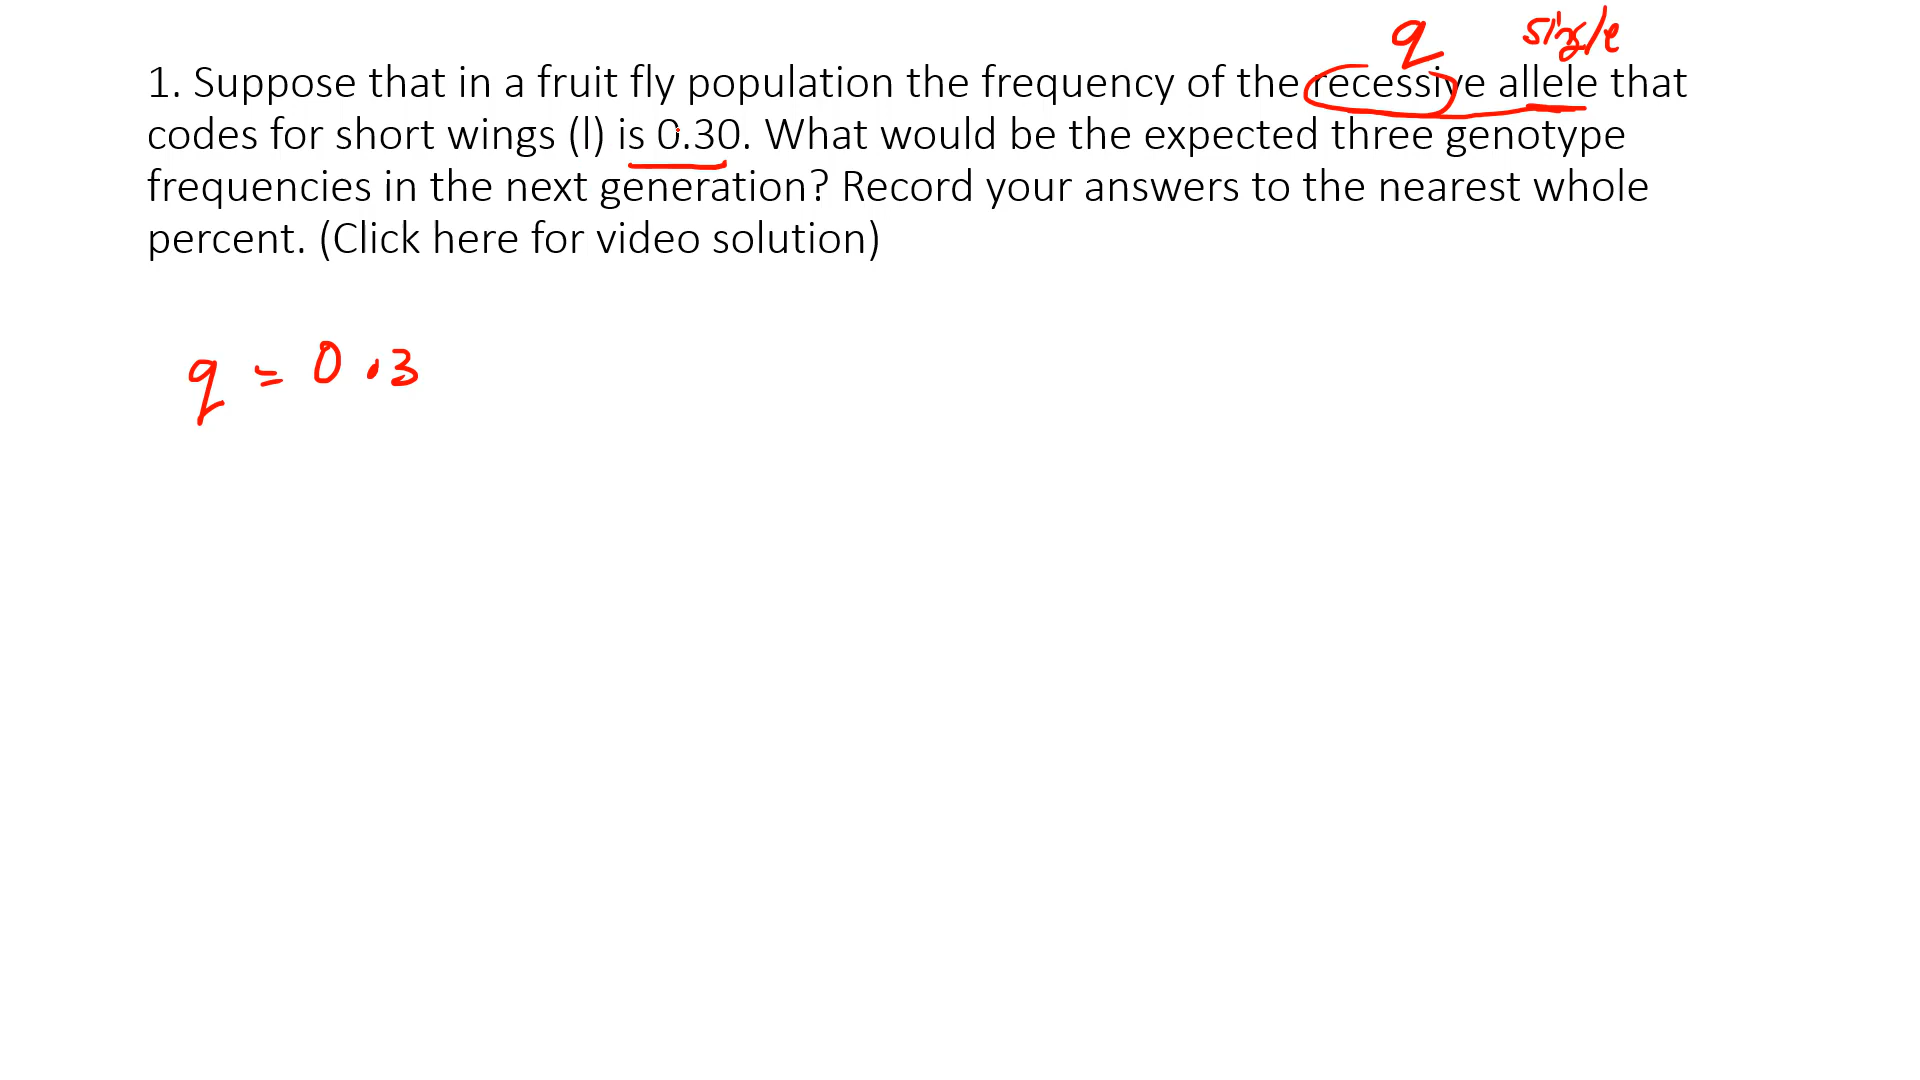 q single
1. Suppose that in a fruit fly population the frequency of the recessive allele that
codes for short wings (l) is 0.30. What would be the expected three genotype
frequencies in the next generation? Record your answers to the nearest whole
percent. (Click here for video solution)
q = 0.3